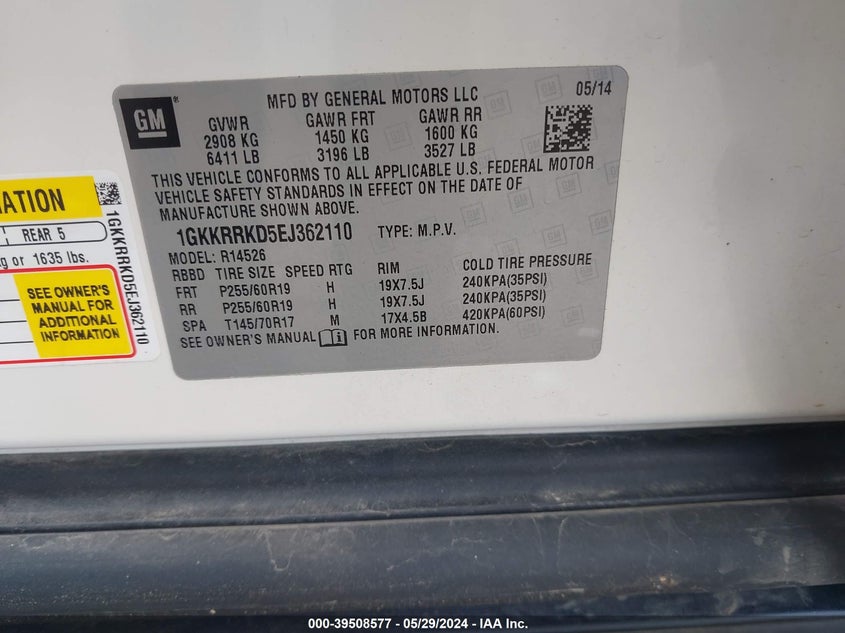 GM
®
MFD BY GENERAL MOTORS LLC
05/14
GVWR GAWR FRT GAWR RR
2908 KG 1450 KG 1600 KG
6411 LB 3196 LB 3527 LB
THIS VEHICLE CONFORMS TO ALL APPLICABLE U.S. FEDERAL MOTOR
VEHICLE SAFETY STANDARDS IN EFFECT ON THE DATE OF
MANUFACTURE SHOWN ABOVE.
1GKKRRKD5EJ362110 TYPE: M.P.V.
MODEL: R14526
RBBD TIRE SIZE SPEED RTG RIM COLD TIRE PRESSURE
FRT P255/60R19 H 19X7.5J 240KPA(35PSI)
RR P255/60R19 H 19X7.5J 240KPA(35PSI)
SPA T145/70R17 M 17X4.5B 420KPA(60PSI)
SEE OWNER'S MANUAL FOR MORE INFORMATION.
REAR 5
or 1635 lbs.
SEE OWNER'S
MANUAL FOR
ADDITIONAL
INFORMATION
1GKKRRKD5EJ362110
000-39508577 - 05/29/2024 - IAA Inc.